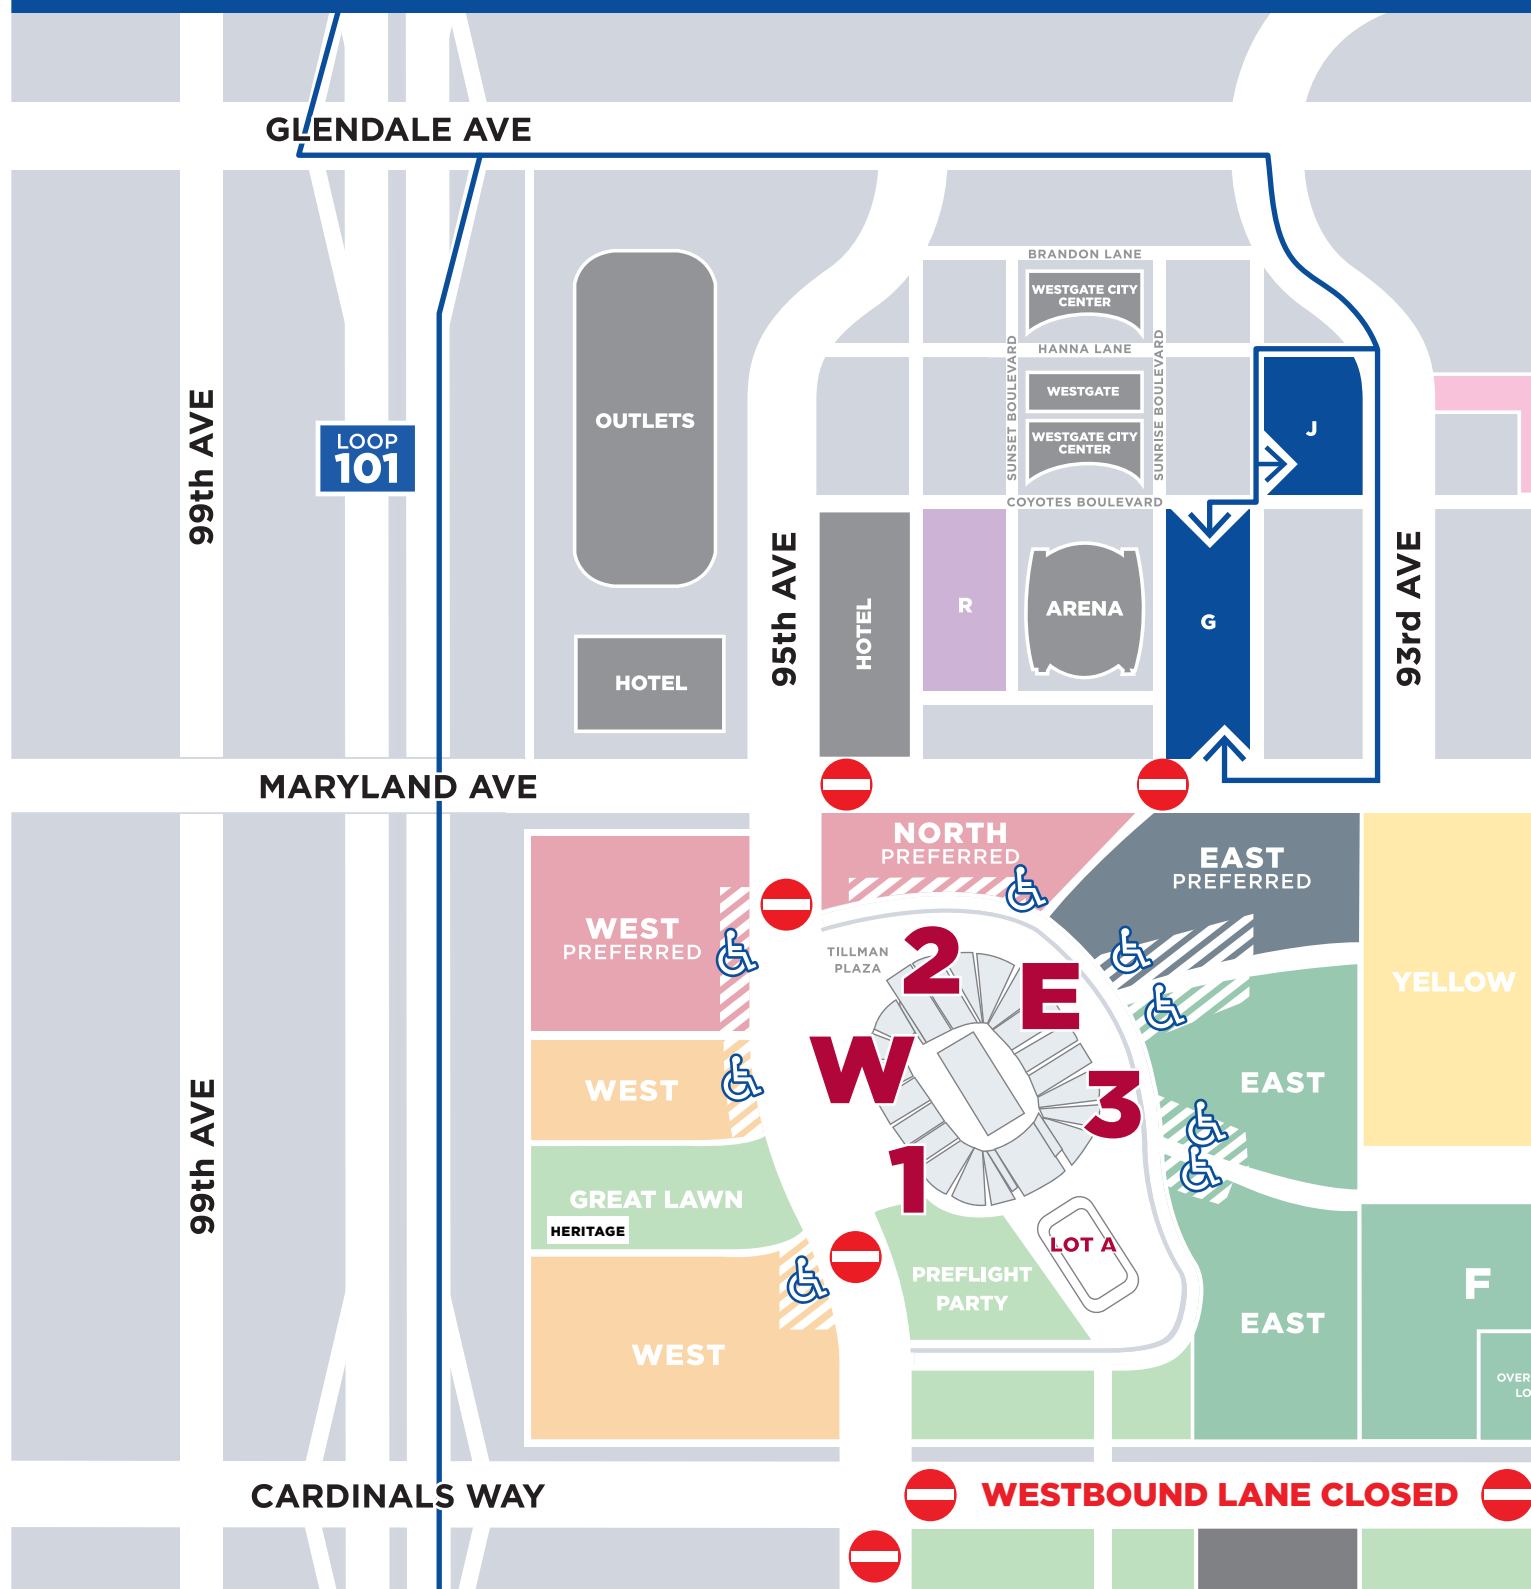 GLENDALE AVE
BRANDON LANE
WESTGATE CITY
CENTER
HANNA LANE
SUNSET BOULEVARD
SUNRISE BOULEVARD
WESTGATE
WESTGATE CITY
CENTER
COYOTES BOULEVARD
99th AVE
LOOP
101
OUTLETS
J
95th AVE
HOTEL
R
ARENA
G
93rd AVE
HOTEL
MARYLAND AVE
NORTH
PREFERRED
EAST
PREFERRED
WEST
PREFERRED
TILLMAN
PLAZA
2
E
YELLOW
W
3
1
WEST
EAST
99th AVE
GREAT LAWN
HERITAGE
LOT A
PREFLIGHT
PARTY
F
EAST
WEST
CARDINALS WAY
WESTBOUND LANE CLOSED